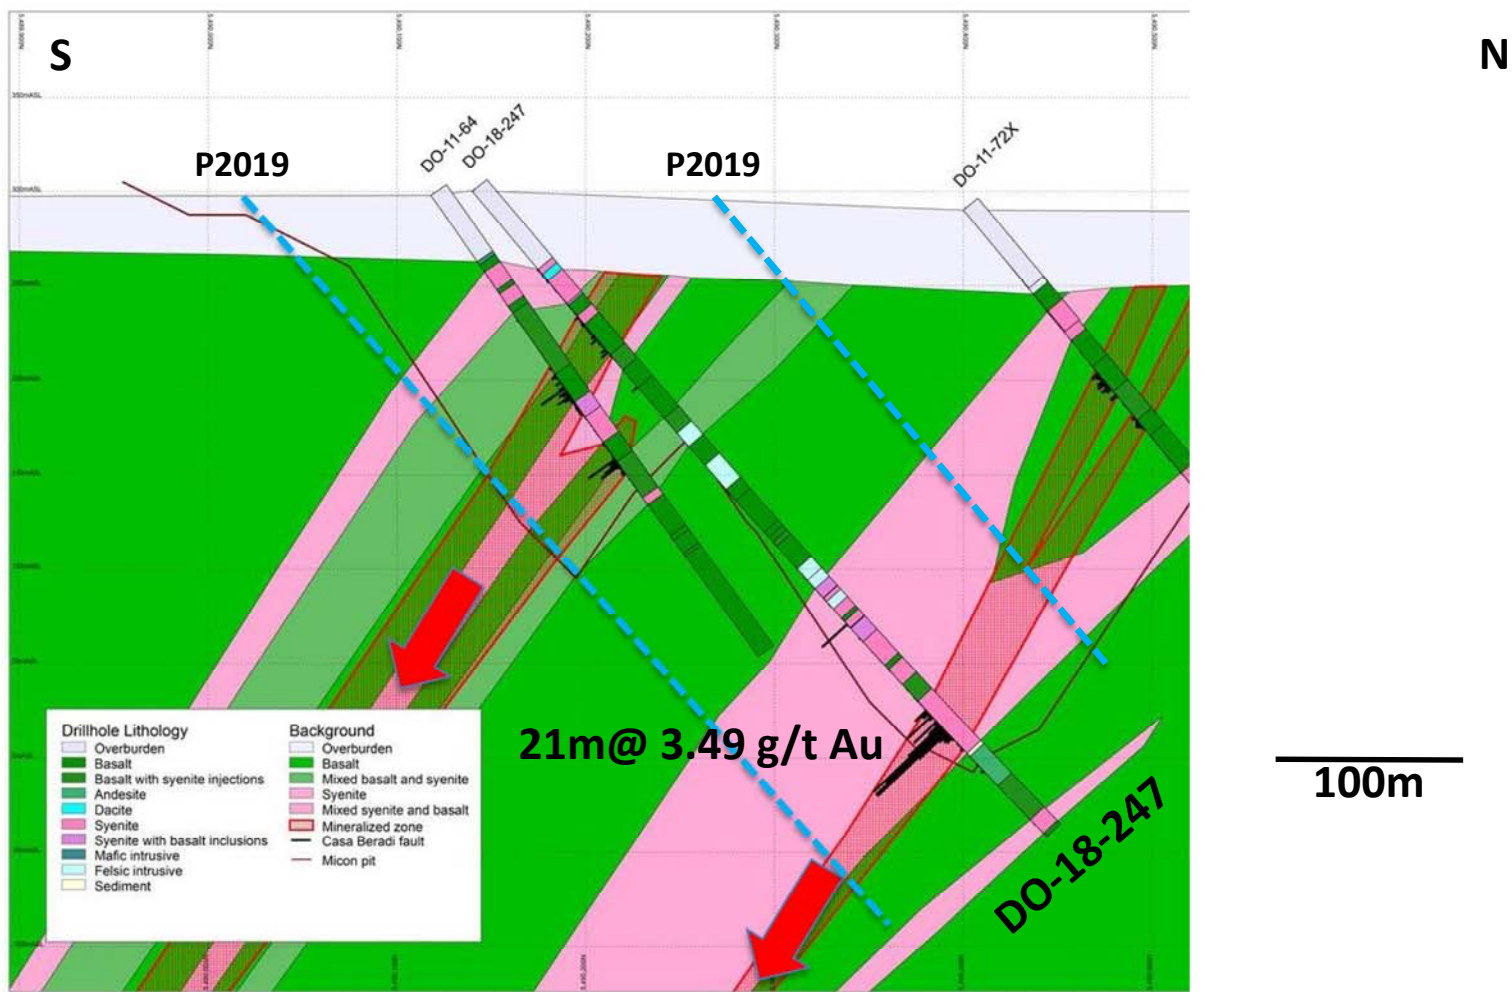 S
N
350mASL
300mASL
DO-11-64
DO-18-247
DO-11-72X
P2019
P2019
21m@ 3.49 g/t Au
DO-18-247
100m
Drillhole Lithology
Overburden
Basalt
Basalt with syenite injections
Andesite
Dacite
Syenite
Syenite with basalt inclusions
Mafic intrusive
Felsic intrusive
Sediment
Background
Overburden
Basalt
Mixed basalt and syenite
Syenite
Mixed syenite and basalt
Mineralized zone
Casa Beradi fault
Micon pit